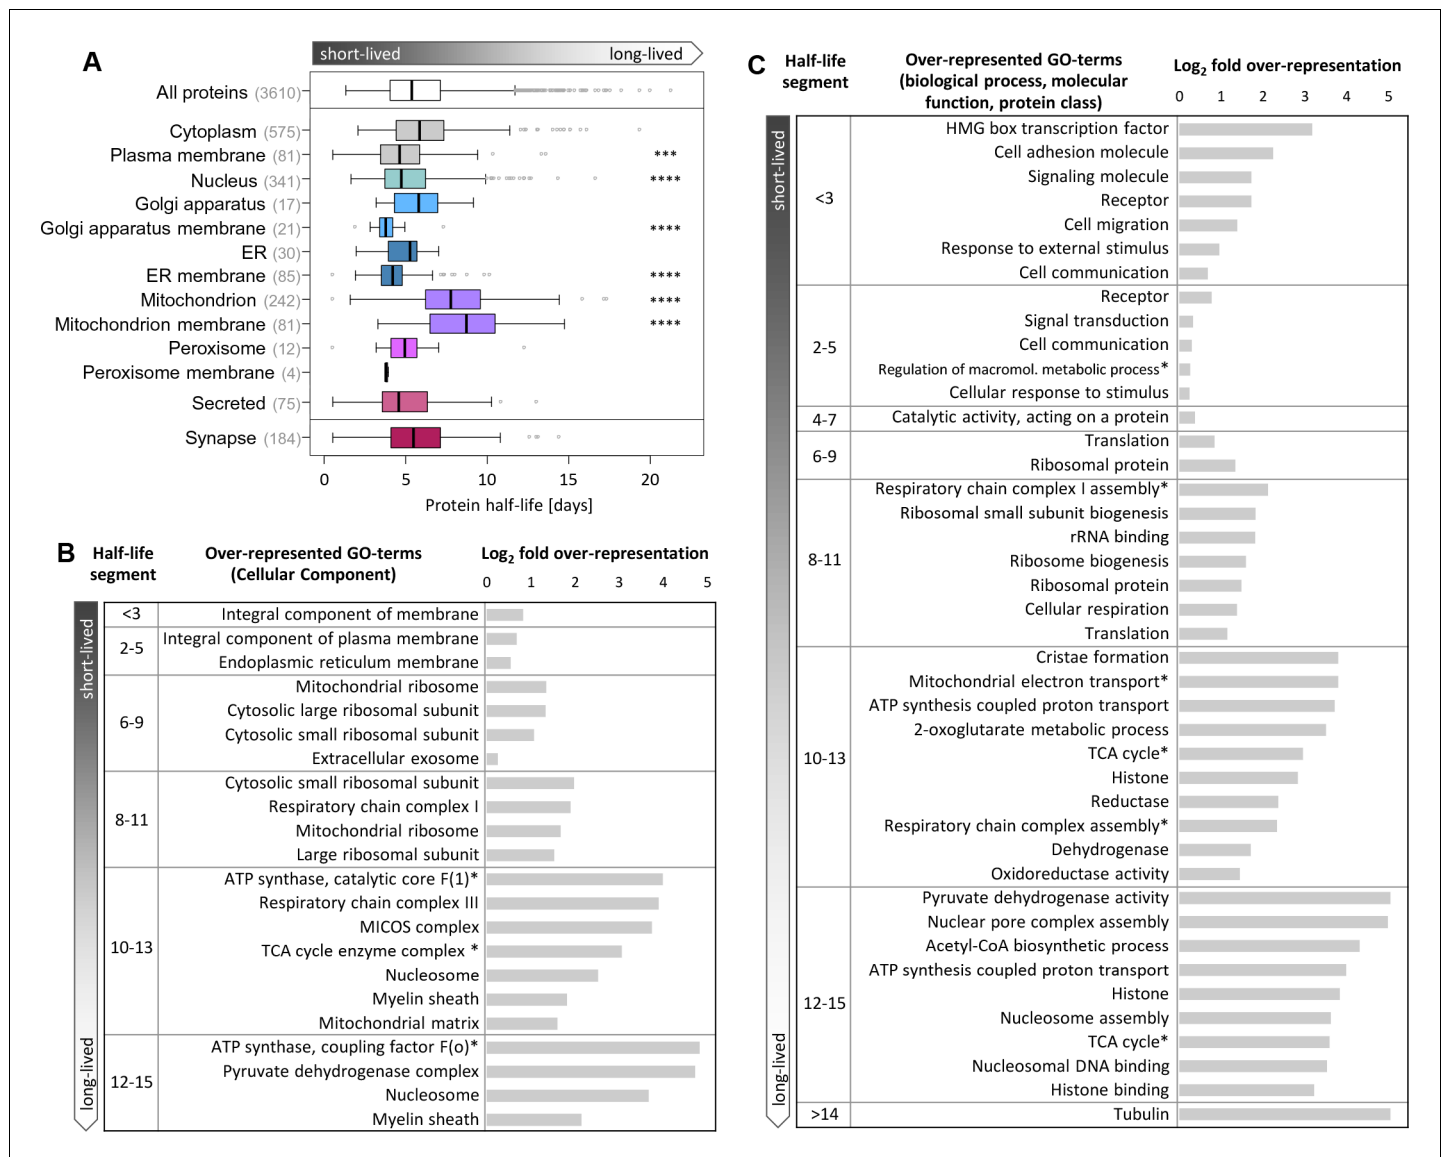 A
short-lived
long-lived
All proteins (3610)
Cytoplasm (575)
Plasma membrane (81)
***
Nucleus (341)
****
Golgi apparatus (17)
Golgi apparatus membrane (21)
****
ER (30)
ER membrane (85)
****
Mitochondrion (242)
****
Mitochondrion membrane (81)
****
Peroxisome (12)
Peroxisome membrane (4)
Secreted (75)
Synapse (184)
0 5 10 15 20
Protein half-life [days]
B
Half-life
segment
Over-represented GO-terms
(Cellular Component)
Log2 fold over-representation
0 1 2 3 4 5
short-lived
long-lived
<3
Integral component of membrane
2-5
Integral component of plasma membrane
Endoplasmic reticulum membrane
6-9
Mitochondrial ribosome
Cytosolic large ribosomal subunit
Cytosolic small ribosomal subunit
Extracellular exosome
8-11
Cytosolic small ribosomal subunit
Respiratory chain complex I
Mitochondrial ribosome
Large ribosomal subunit
10-13
ATP synthase, catalytic core F(1)*
Respiratory chain complex III
MICOS complex
TCA cycle enzyme complex *
Nucleosome
Myelin sheath
Mitochondrial matrix
12-15
ATP synthase, coupling factor F(o)*
Pyruvate dehydrogenase complex
Nucleosome
Myelin sheath
C
Half-life
segment
Over-represented GO-terms
(biological process, molecular
function, protein class)
Log2 fold over-representation
0 1 2 3 4 5
short-lived
long-lived
<3
HMG box transcription factor
Cell adhesion molecule
Signaling molecule
Receptor
Cell migration
Response to external stimulus
Cell communication
2-5
Receptor
Signal transduction
Cell communication
Regulation of macromol. metabolic process*
Cellular response to stimulus
4-7
Catalytic activity, acting on a protein
6-9
Translation
Ribosomal protein
8-11
Respiratory chain complex I assembly*
Ribosomal small subunit biogenesis
rRNA binding
Ribosome biogenesis
Ribosomal protein
Cellular respiration
Translation
10-13
Cristae formation
Mitochondrial electron transport*
ATP synthesis coupled proton transport
2-oxoglutarate metabolic process
TCA cycle*
Histone
Reductase
Respiratory chain complex assembly*
Dehydrogenase
Oxidoreductase activity
12-15
Pyruvate dehydrogenase activity
Nuclear pore complex assembly
Acetyl-CoA biosynthetic process
ATP synthesis coupled proton transport
Histone
Nucleosome assembly
TCA cycle*
Nucleosomal DNA binding
Histone binding
>14
Tubulin